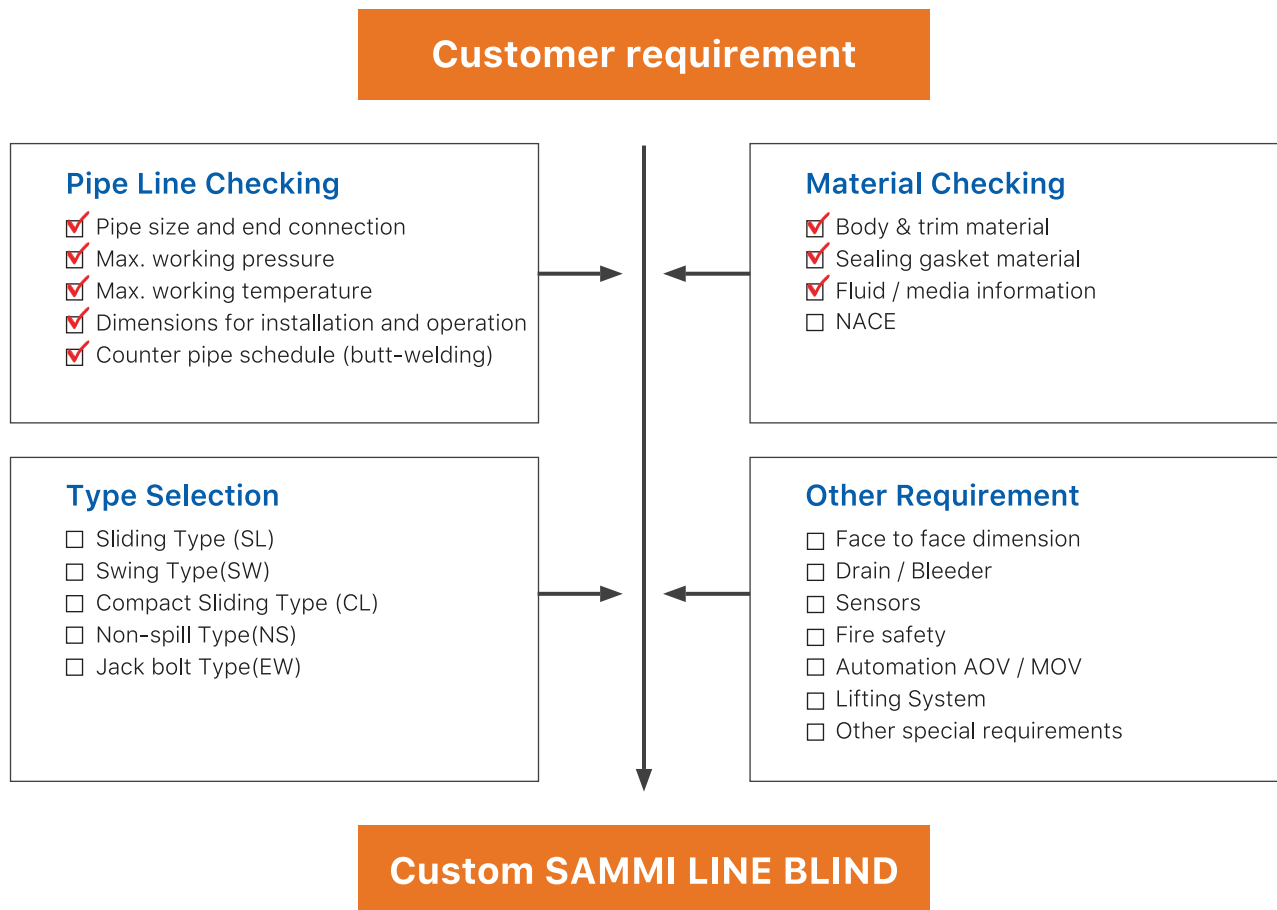 Customer requirement
Pipe Line Checking
Pipe size and end connection
Max. working pressure
Max. working temperature
Dimensions for installation and operation
Counter pipe schedule (butt-welding)
Material Checking
Body & trim material
Sealing gasket material
Fluid / media information
NACE
Type Selection
Sliding Type (SL)
Swing Type(SW)
Compact Sliding Type (CL)
Non-spill Type(NS)
Jack bolt Type(EW)
Other Requirement
Face to face dimension
Drain / Bleeder
Sensors
Fire safety
Automation AOV / MOV
Lifting System
Other special requirements
Custom SAMMI LINE BLIND